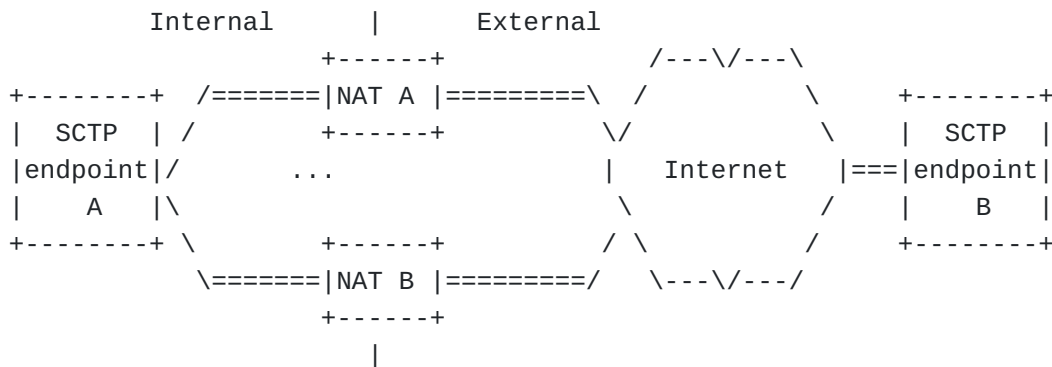 Internal | External
+------+ /---\/---\
+--------+ /=======|NAT A |=========\ / \ +--------+
| SCTP | / +------+ \/ \ | SCTP |
|endpoint|/ ... | Internet |===|endpoint|
| A |\ \ / | B |
+--------+ \ +------+ / \ / +--------+
\=======|NAT B |=========/ \---\/---/
+------+
|